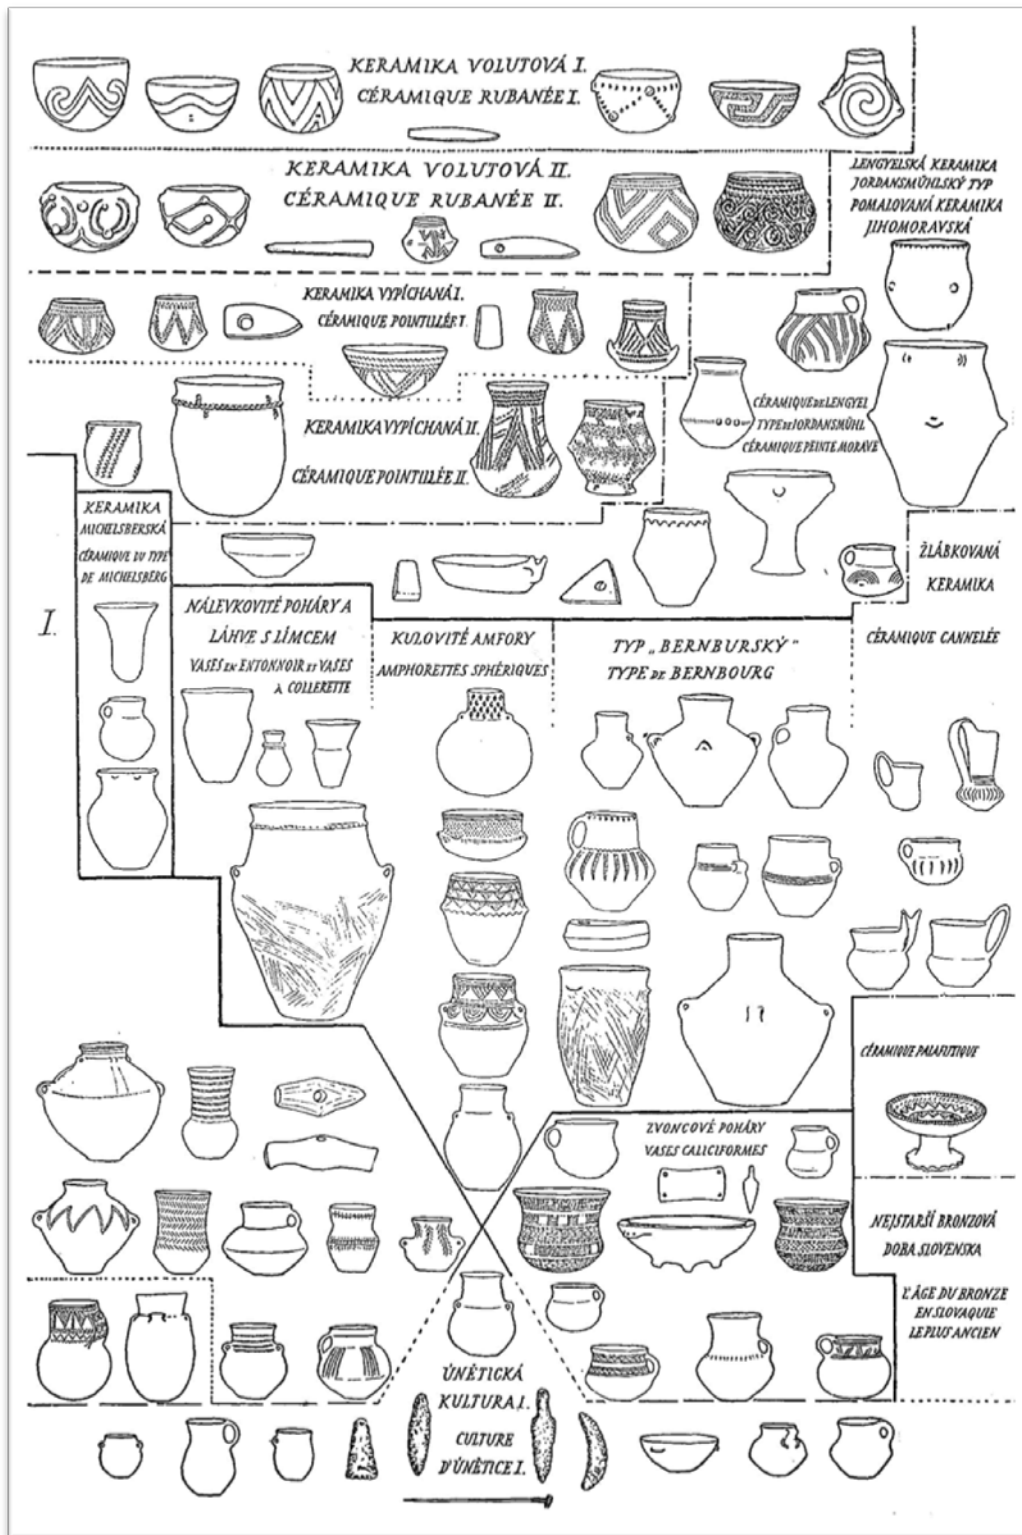 KERAMIKA VOLUTOVÁ I.
CÉRAMIQUE RUBANÉE I.
KERAMIKA VOLUTOVÁ II.
CÉRAMIQUE RUBANÉE II.
LENGYELSKÁ KERAMIKA
JORDANSMÜHLSKÝ TYP
POMALOVANÁ KERAMIKA
JIHOMORAVSKÁ
KERAMIKA VYPÍCHANÁ I.
CÉRAMIQUE POINTILLÉE I.
CÉRAMIQUE DE LENGYEL
TYPE DE JORDANSMÜHL
CÉRAMIQUE PEINTE MORAVE
KERAMIKA VYPÍCHANÁ II.
CÉRAMIQUE POINTILLÉE II.
KERAMIKA
MICHELSBERSKÁ
CÉRAMIQUE DU TYPE
DE MICHELSBERG
ŽLÁBKOVANÁ
KERAMIKA
CÉRAMIQUE CANNELÉE
I.
NÁLEVKOVITÉ POHÁRY A
LÁHVE S LÍMCEM
VASES EN ENTONNOIR ET VASES
A COLLERETTE
KULOVITÉ AMFORY
AMPHORETTES SPHÉRIQUES
TYP „BERNBURSKÝ"
TYPE DE BERNBOURG
CÉRAMIQUE PALAFITTIQUE
ZVONCOVÉ POHÁRY
VASES CALICIFORMES
NEJSTARŠÍ BRONZOVÁ
DOBA SLOVENSKA
L'ÂGE DU BRONZE
EN SLOVAQUIE
LE PLUS ANCIEN
ÚNĚTICKÁ
KULTURA I.
CULTURE
D'ÚNĚTICE I.